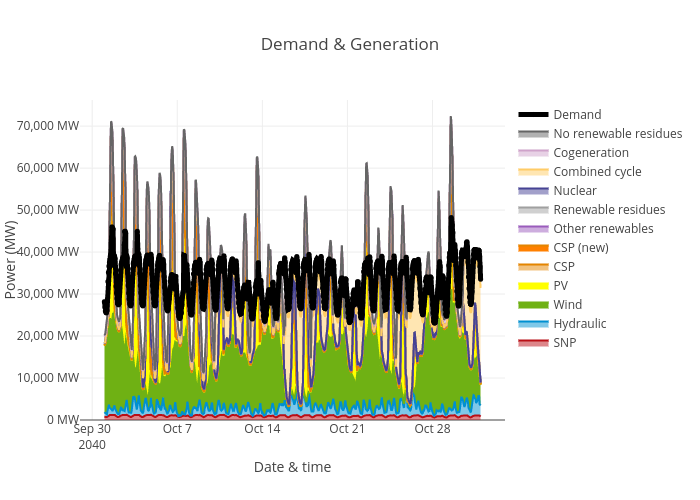 Demand & Generation
70,000 MW
60,000 MW
50,000 MW
40,000 MW
30,000 MW
20,000 MW
10,000 MW
0 MW
Power (MW)
Sep 30
2040
Oct 7
Oct 14
Oct 21
Oct 28
Date & time
Demand
No renewable residues
Cogeneration
Combined cycle
Nuclear
Renewable residues
Other renewables
CSP (new)
CSP
PV
Wind
Hydraulic
SNP